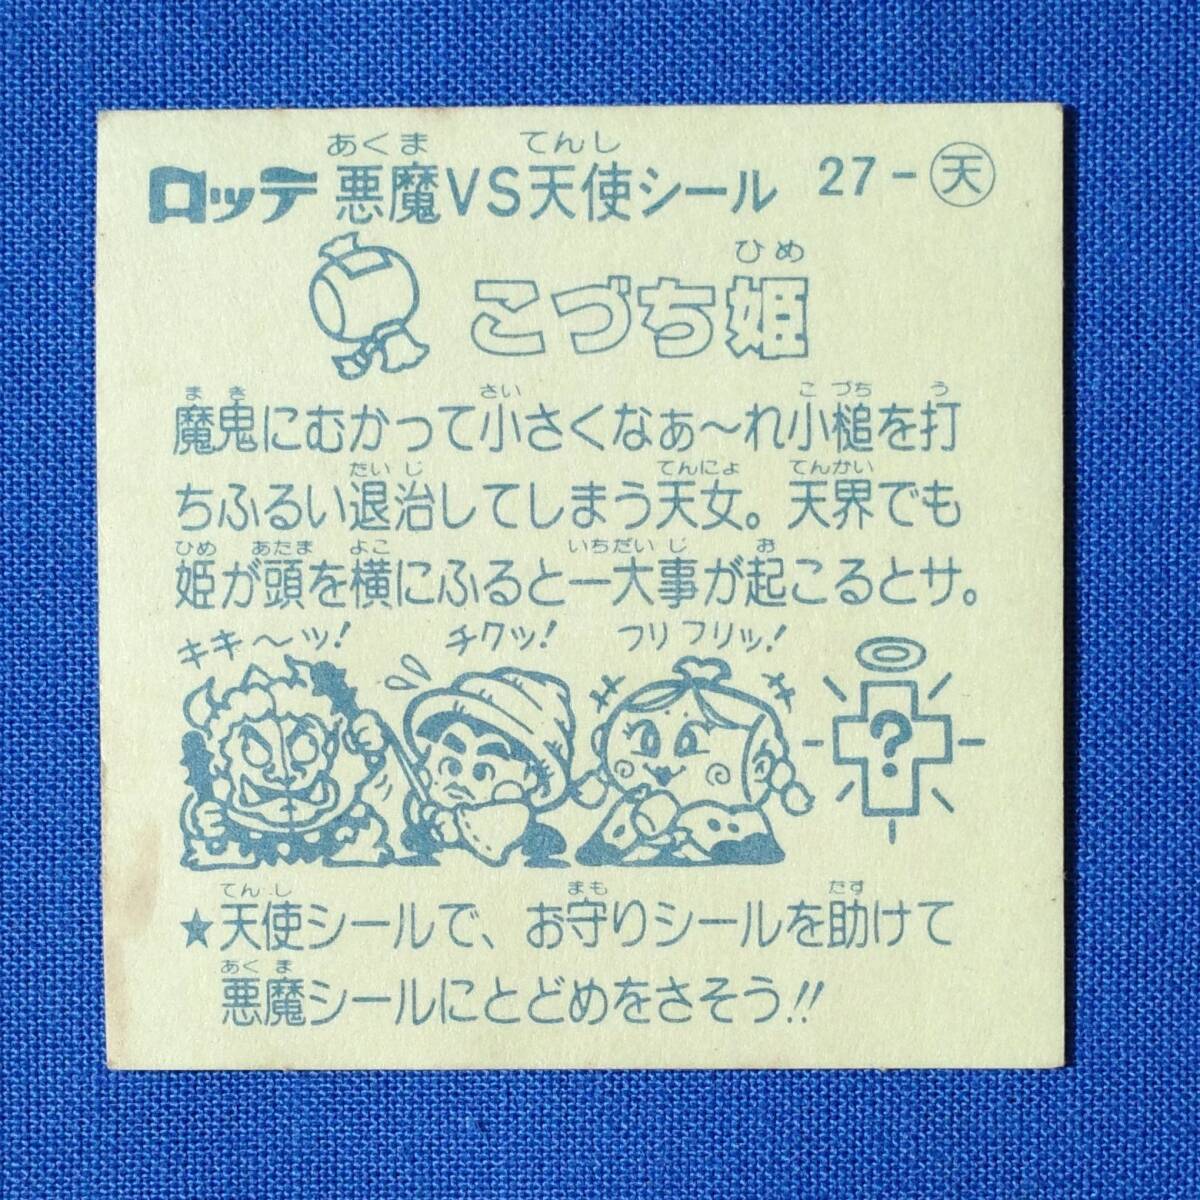 ロッテ 悪魔VS天使シール 27-天
あくま てんし
ひめ
こづち姫
まき さい こづち う
魔鬼にむかって小さくなぁ〜れ小槌を打
たいじ てんにょ てんかい
ちふるい退治してしまう天女。天界でも
ひめ あたま よこ いちだいじ お
姫が頭を横にふると一大事が起こるとサ。
キキ〜ッ! チクッ! フリフリッ!
?
てんし まも たす
★天使シールで、お守りシールを助けて
あくま
悪魔シールにとどめをさそう!!